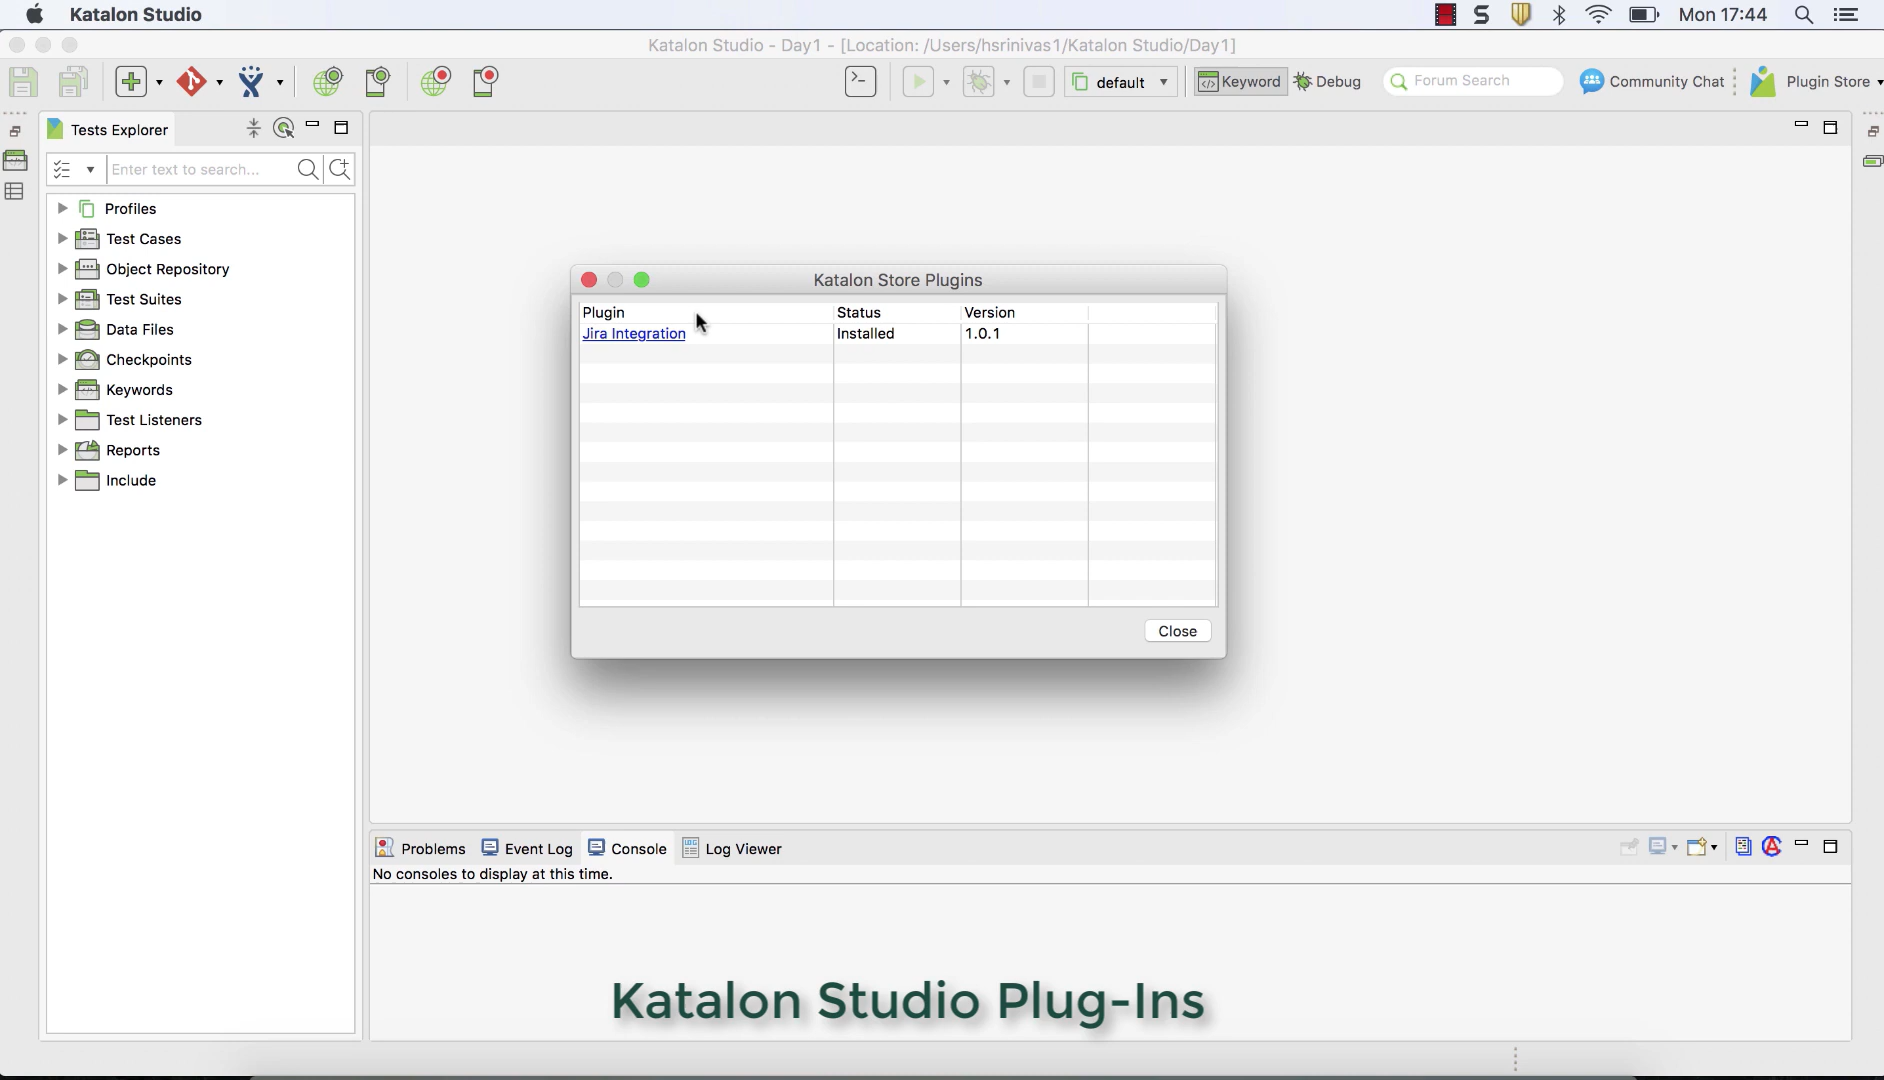 Katalon Studio
Mon 17:44
Katalon Studio - Day1 - [Location: /Users/hsrinivas1/Katalon Studio/Day1]
default
Keyword
Debug
Forum Search
Community Chat
Plugin Store
Tests Explorer
Enter text to search...
Profiles
Test Cases
Object Repository
Test Suites
Data Files
Checkpoints
Keywords
Test Listeners
Reports
Include
Katalon Store Plugins
Plugin Status Version
Jira Integration Installed 1.0.1
Close
Problems Event Log Console Log Viewer
No consoles to display at this time.
Katalon Studio Plug-Ins